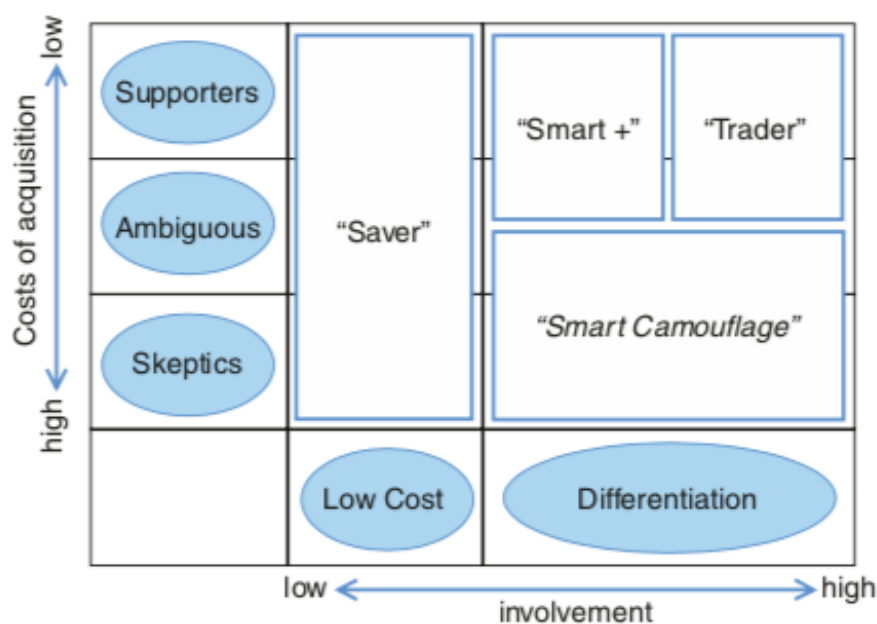 low
Costs of acquisition
high
Supporters
Ambiguous
Skeptics
“Saver”
“Smart +”
“Trader”
“Smart Camouflage”
Low Cost
Differentiation
low
high
involvement